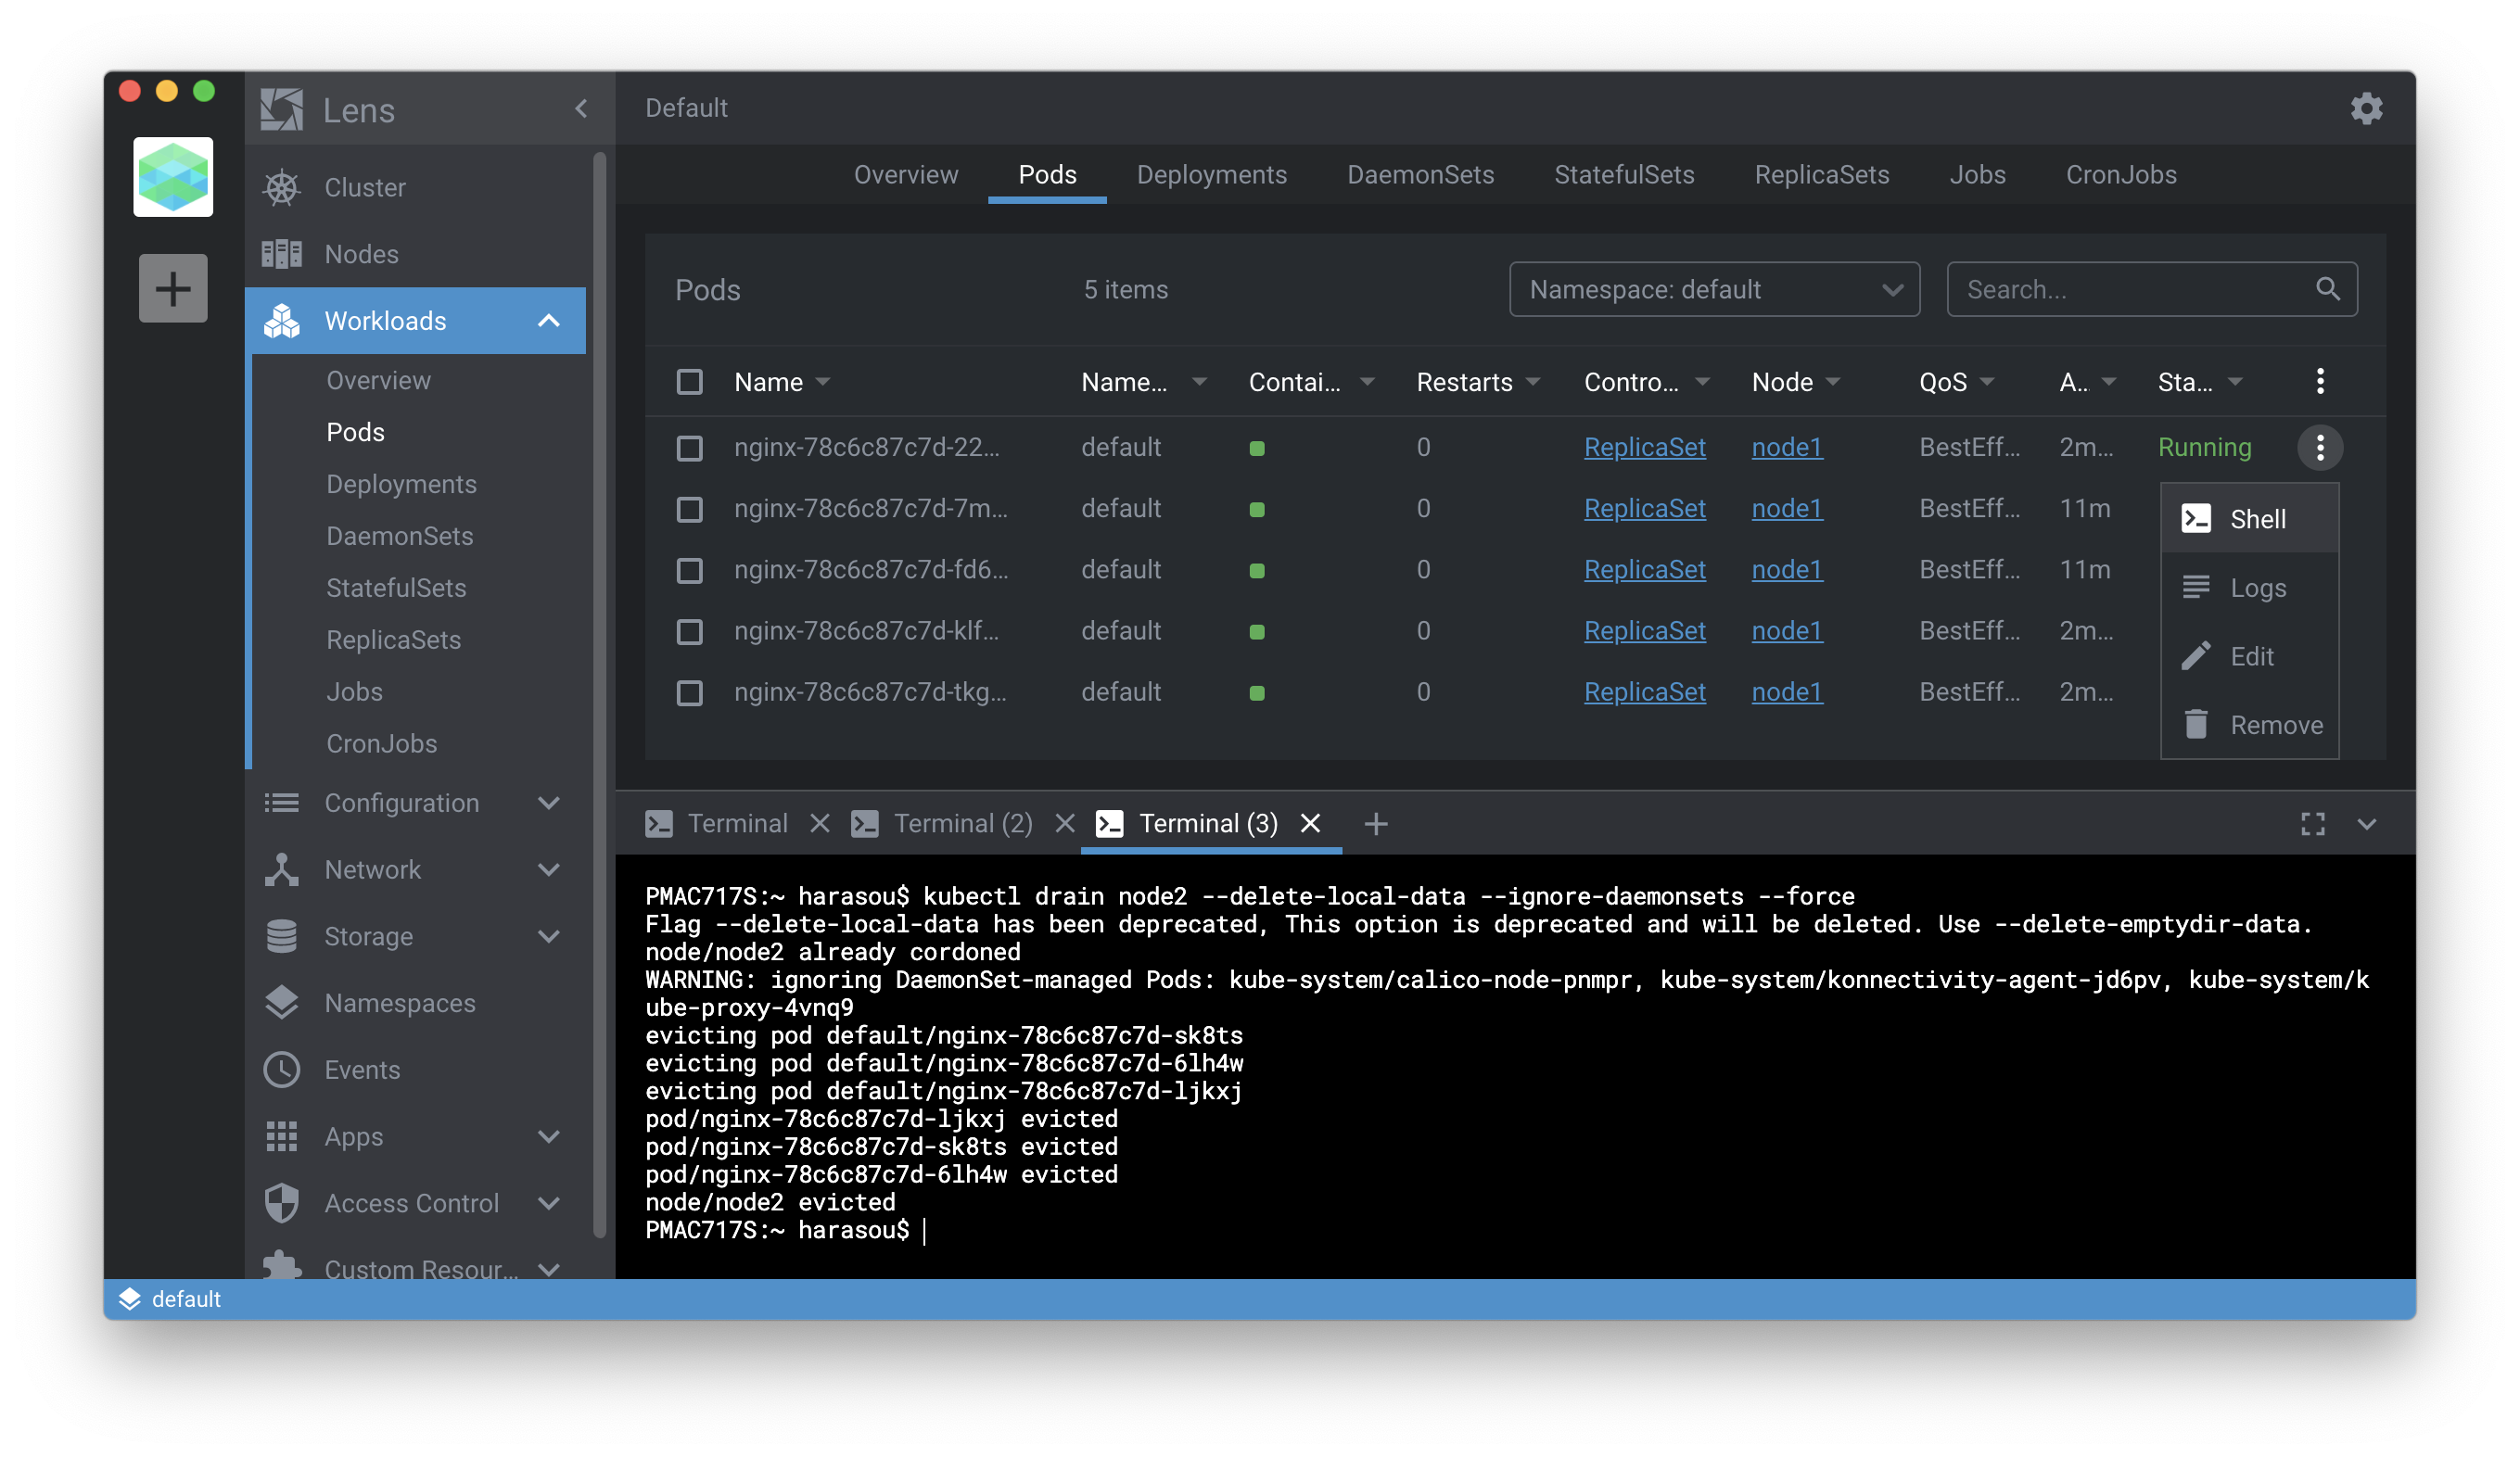 Lens
Default
Cluster
Nodes
Workloads
Overview
Pods
Deployments
DaemonSets
StatefulSets
ReplicaSets
Jobs
CronJobs
Configuration
Network
Storage
Namespaces
Events
Apps
Access Control
Custom Resour...
Overview Pods Deployments DaemonSets StatefulSets ReplicaSets Jobs CronJobs
Pods 5 items Namespace: default Search...
Name Name... Contai... Restarts Contro... Node QoS A... Sta...
nginx-78c6c87c7d-22... default 0 ReplicaSet node1 BestEff... 2m... Running
nginx-78c6c87c7d-7m... default 0 ReplicaSet node1 BestEff... 11m
nginx-78c6c87c7d-fd6... default 0 ReplicaSet node1 BestEff... 11m
nginx-78c6c87c7d-klf... default 0 ReplicaSet node1 BestEff... 2m...
nginx-78c6c87c7d-tkg... default 0 ReplicaSet node1 BestEff... 2m...
Shell
Logs
Edit
Remove
Terminal Terminal (2) Terminal (3)
PMAC717S:~ harasou$ kubectl drain node2 --delete-local-data --ignore-daemonsets --force
Flag --delete-local-data has been deprecated, This option is deprecated and will be deleted. Use --delete-emptydir-data.
node/node2 already cordoned
WARNING: ignoring DaemonSet-managed Pods: kube-system/calico-node-pnmpr, kube-system/konnectivity-agent-jd6pv, kube-system/k
ube-proxy-4vnq9
evicting pod default/nginx-78c6c87c7d-sk8ts
evicting pod default/nginx-78c6c87c7d-6lh4w
evicting pod default/nginx-78c6c87c7d-ljkxj
pod/nginx-78c6c87c7d-ljkxj evicted
pod/nginx-78c6c87c7d-sk8ts evicted
pod/nginx-78c6c87c7d-6lh4w evicted
node/node2 evicted
PMAC717S:~ harasou$
default